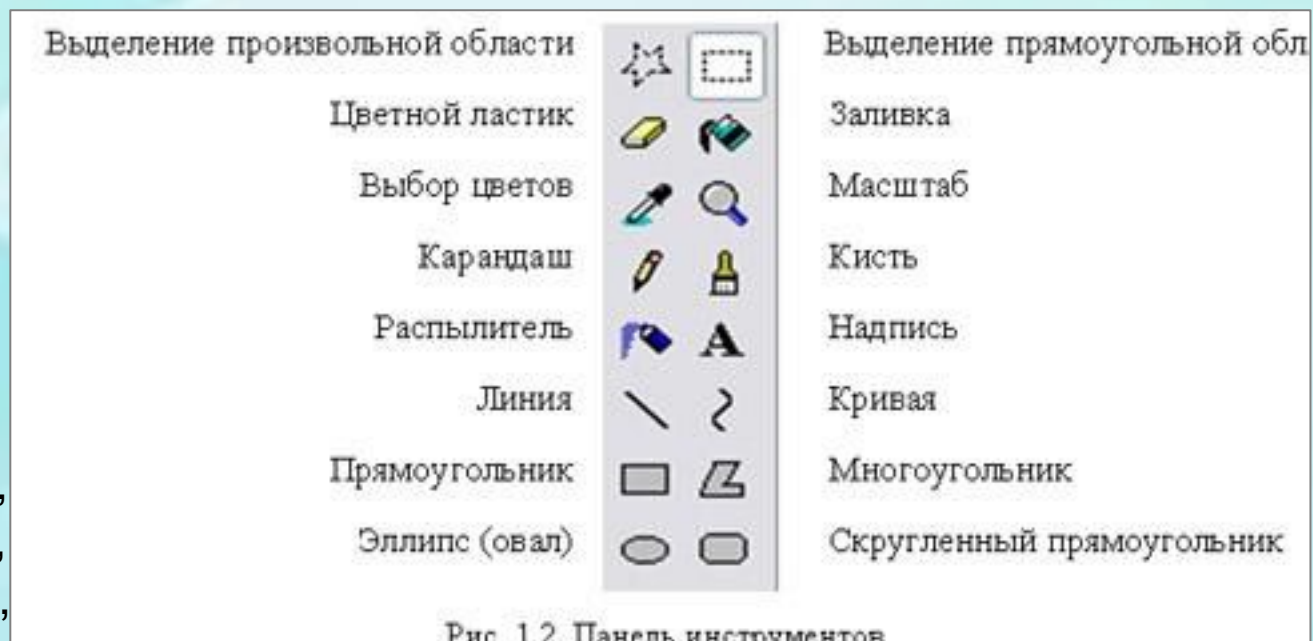 Выделение произвольной области Выделение прямоугольной обл
Цветной ластик Заливка
Выбор цветов Масштаб
Карандаш Кисть
Распылитель А Надпись
Линия Кривая
Прямоугольник Многоугольник
,
Эллипс (овал) Скругленный прямоугольник
,
,
Рис. 1.2. Панель инструментов